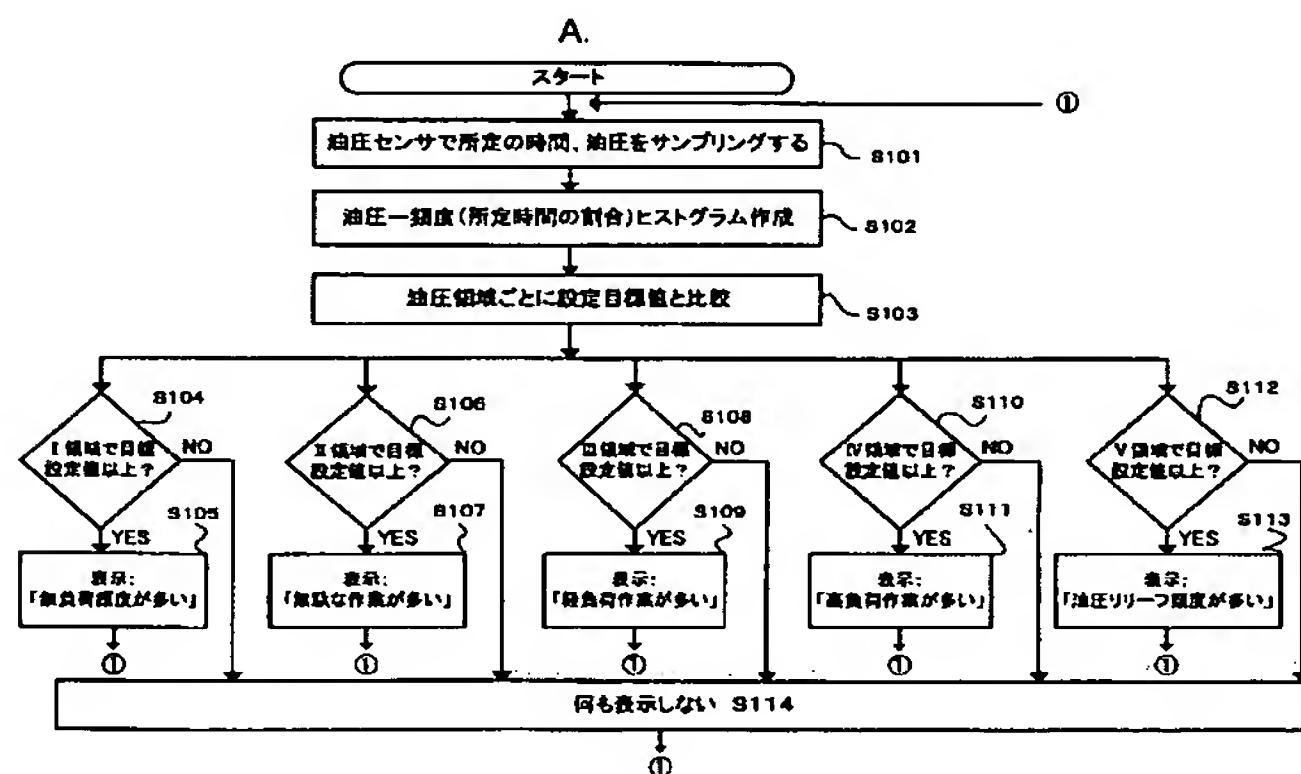 A.
スタート
①
油圧センサで所定の時間、油圧をサンプリングする
S101
油圧ー頻度(所定時間の割合)ヒストグラム作成
S102
油圧領域ごとに設定目標値と比較
S103
S104
S106
S108
S110
S112
Ⅰ領域で目標
設定値以上?
NO
Ⅱ領域で目標
設定値以上?
NO
Ⅲ領域で目標
設定値以上?
NO
Ⅳ領域で目標
設定値以上?
NO
Ⅴ領域で目標
設定値以上?
NO
S105
YES
S107
YES
S109
YES
S111
YES
S113
YES
表示:
「無負荷頻度が多い」
表示:
「無駄な作業が多い」
表示:
「軽負荷作業が多い」
表示:
「高負荷作業が多い」
表示:
「油圧リリーフ頻度が多い」
①
①
①
①
①
何も表示しない S114
①